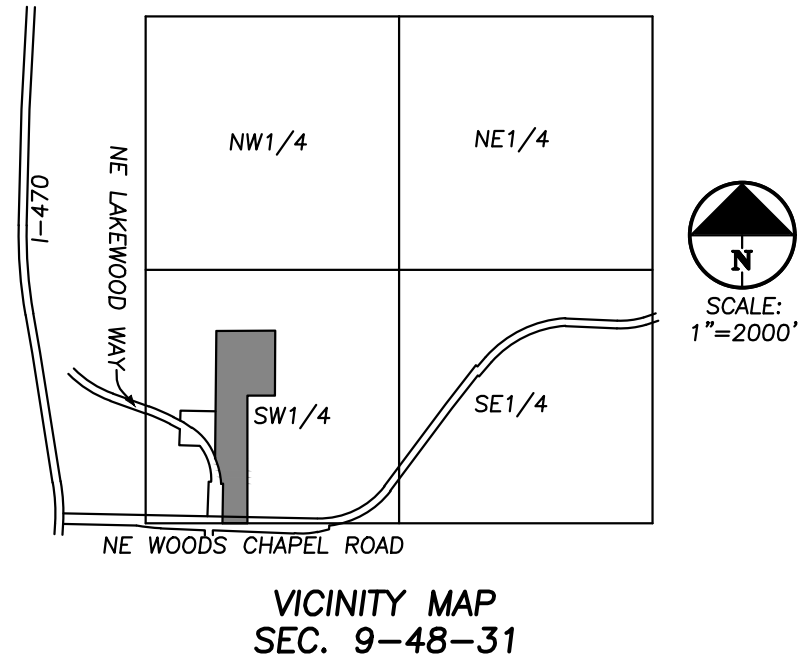 NW1/4
NE1/4
I-470
NE LAKEWOOD WAY
N
SCALE:
1"=2000'
SW1/4
SE1/4
NE WOODS CHAPEL ROAD
VICINITY MAP
SEC. 9-48-31